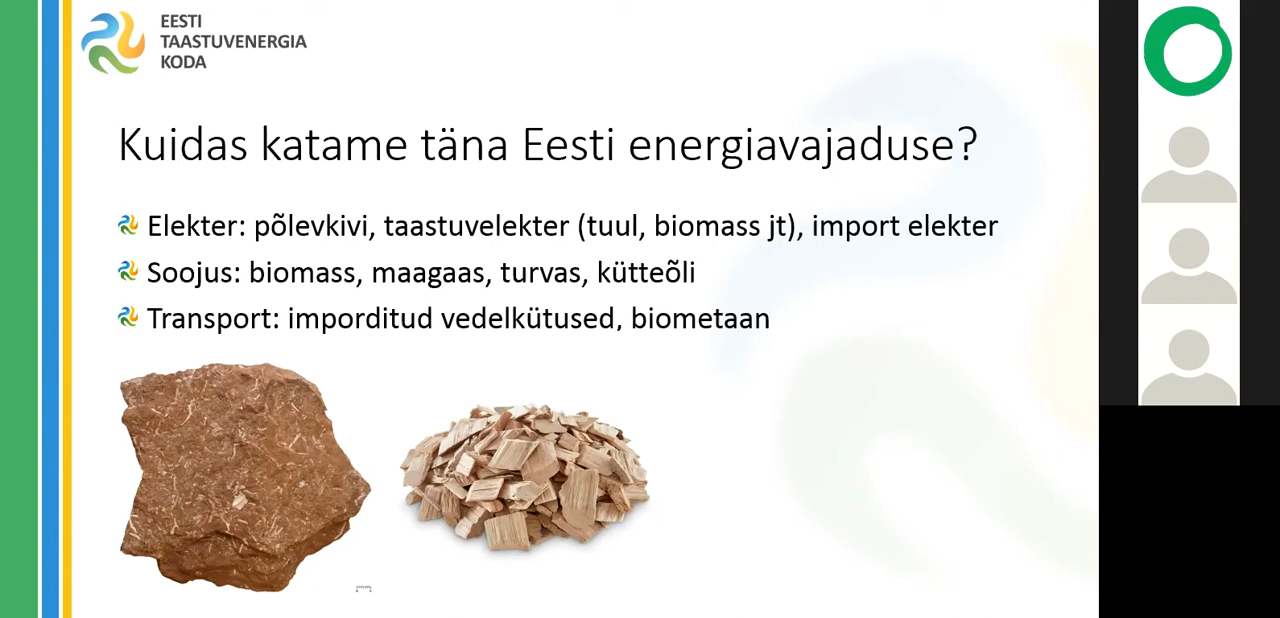 EESTI
TAASTUVENERGIA
KODA
Kuidas katame täna Eesti energiavajaduse?
Elekter: põlevkivi, taastuvelekter (tuul, biomass jt), import elekter
Soojus: biomass, maagaas, turvas, kütteõli
Transport: imporditud vedelkütused, biometaan